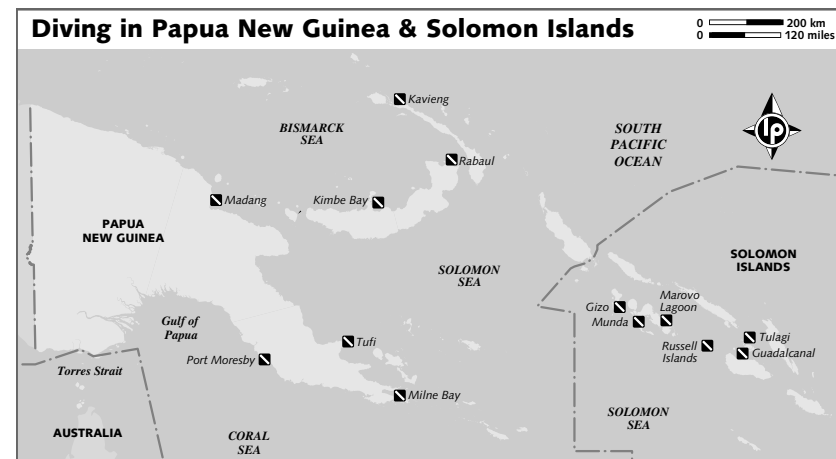 Diving in Papua New Guinea & Solomon Islands
0 200 km
0 120 miles
Kavieng
BISMARCK
SEA
SOUTH
PACIFIC
OCEAN
lp
Rabaul
Madang
Kimbe Bay
PAPUA
NEW GUINEA
SOLOMON
SEA
SOLOMON
ISLANDS
Gizo
Marovo
Lagoon
Munda
Gulf of
Papua
Tufi
Tulagi
Russell
Islands
Guadalcanal
Port Moresby
Torres Strait
Milne Bay
SOLOMON
SEA
AUSTRALIA
CORAL
SEA